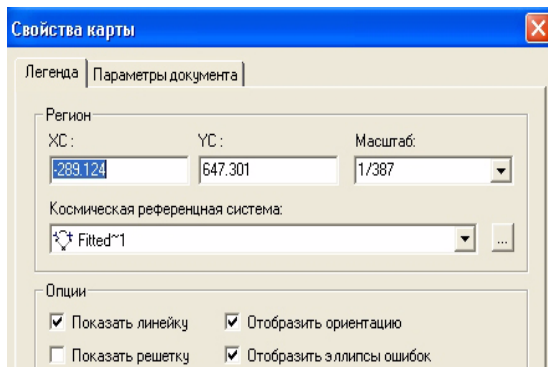 Свойства карты
Легенда Параметры документа
Регион
XC : YC : Масштаб:
-289.124 647.301 1/387
Космическая референцная система:
Fitted~1 ...
Опции
Показать линейку Отобразить ориентацию
Показать решетку Отобразить эллипсы ошибок